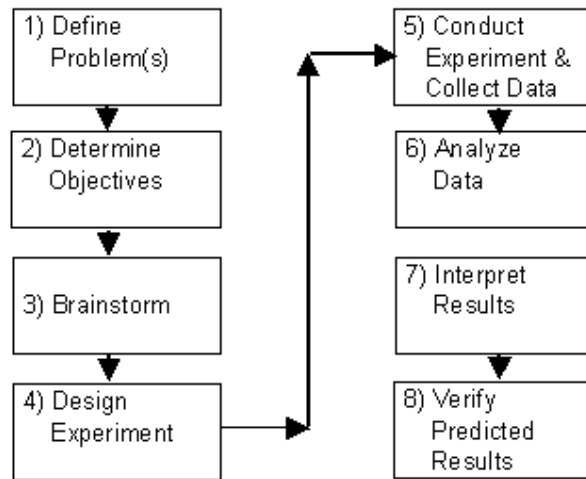 1) Define
Problem(s)
2) Determine
Objectives
3) Brainstorm
4) Design
Experiment
5) Conduct
Experiment &
Collect Data
6) Analyze
Data
7) Interpret
Results
8) Verify
Predicted
Results